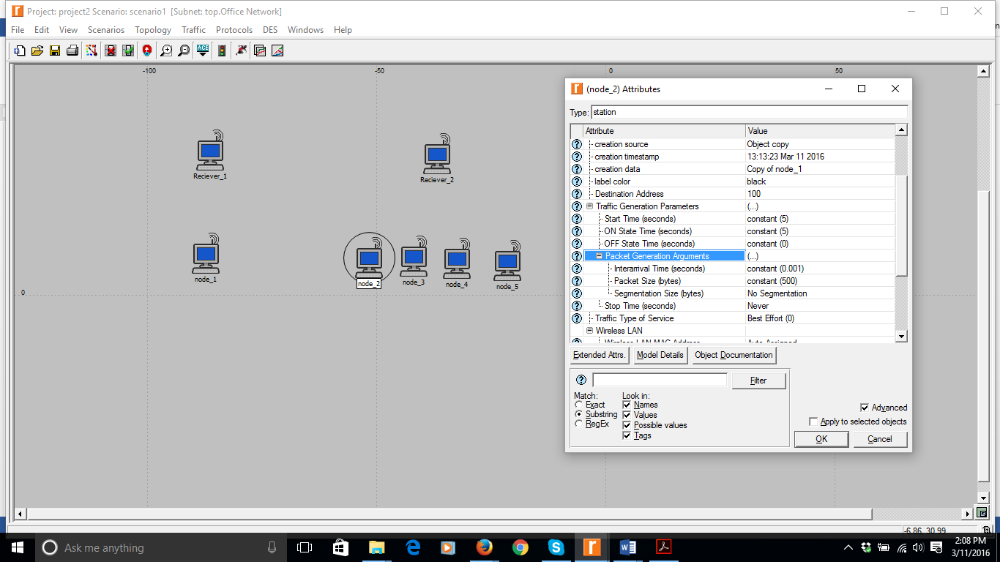 Project: project2 Scenario: scenario1 [Subnet: top.Office Network]
File Edit View Scenarios Topology Traffic Protocols DES Windows Help
ACE
-100 -50 0 50
Reciever_1
Reciever_2
node_1
node_2
node_3
node_4
node_5
0
(node_2) Attributes
Type: station
Attribute Value
creation source Object copy
creation timestamp 13:13:23 Mar 11 2016
creation data Copy of node_1
label color black
Destination Address 100
Traffic Generation Parameters (...)
Start Time (seconds) constant (5)
ON State Time (seconds) constant (5)
OFF State Time (seconds) constant (0)
Packet Generation Arguments (...)
Interarrival Time (seconds) constant (0.001)
Packet Size (bytes) constant (500)
Segmentation Size (bytes) No Segmentation
Stop Time (seconds) Never
Traffic Type of Service Best Effort (0)
Wireless LAN
Wireless LAN MAC Address Auto Assigned
Extended Attrs. Model Details Object Documentation
Filter
Match: Look in:
Exact Names
Substring Values
RegEx Possible values
Tags
Advanced
Apply to selected objects
OK Cancel
-6.86, 30.99
Ask me anything
2:08 PM
3/11/2016